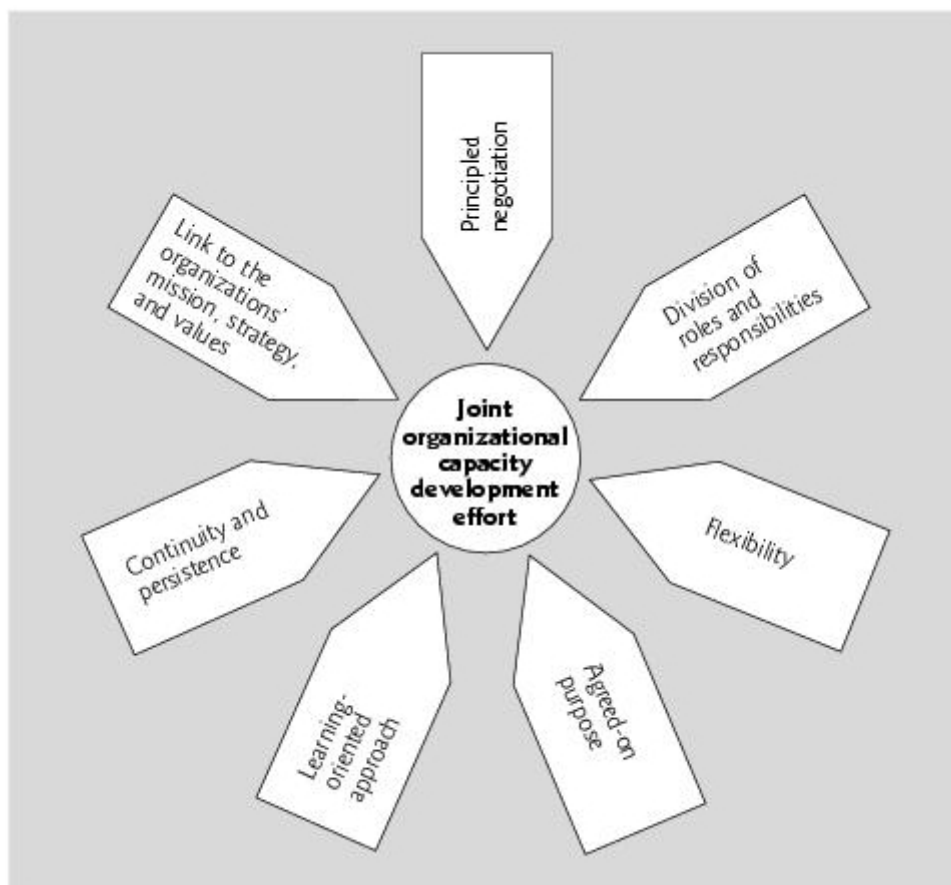 Principled
negotiation
Link to the
organizations'
mission, strategy,
and values
Division of
roles and
responsibilities
Joint
organizational
capacity
development
effort
Continuity and
persistence
Flexibility
Learning-
oriented
approach
Agreed-on
purpose